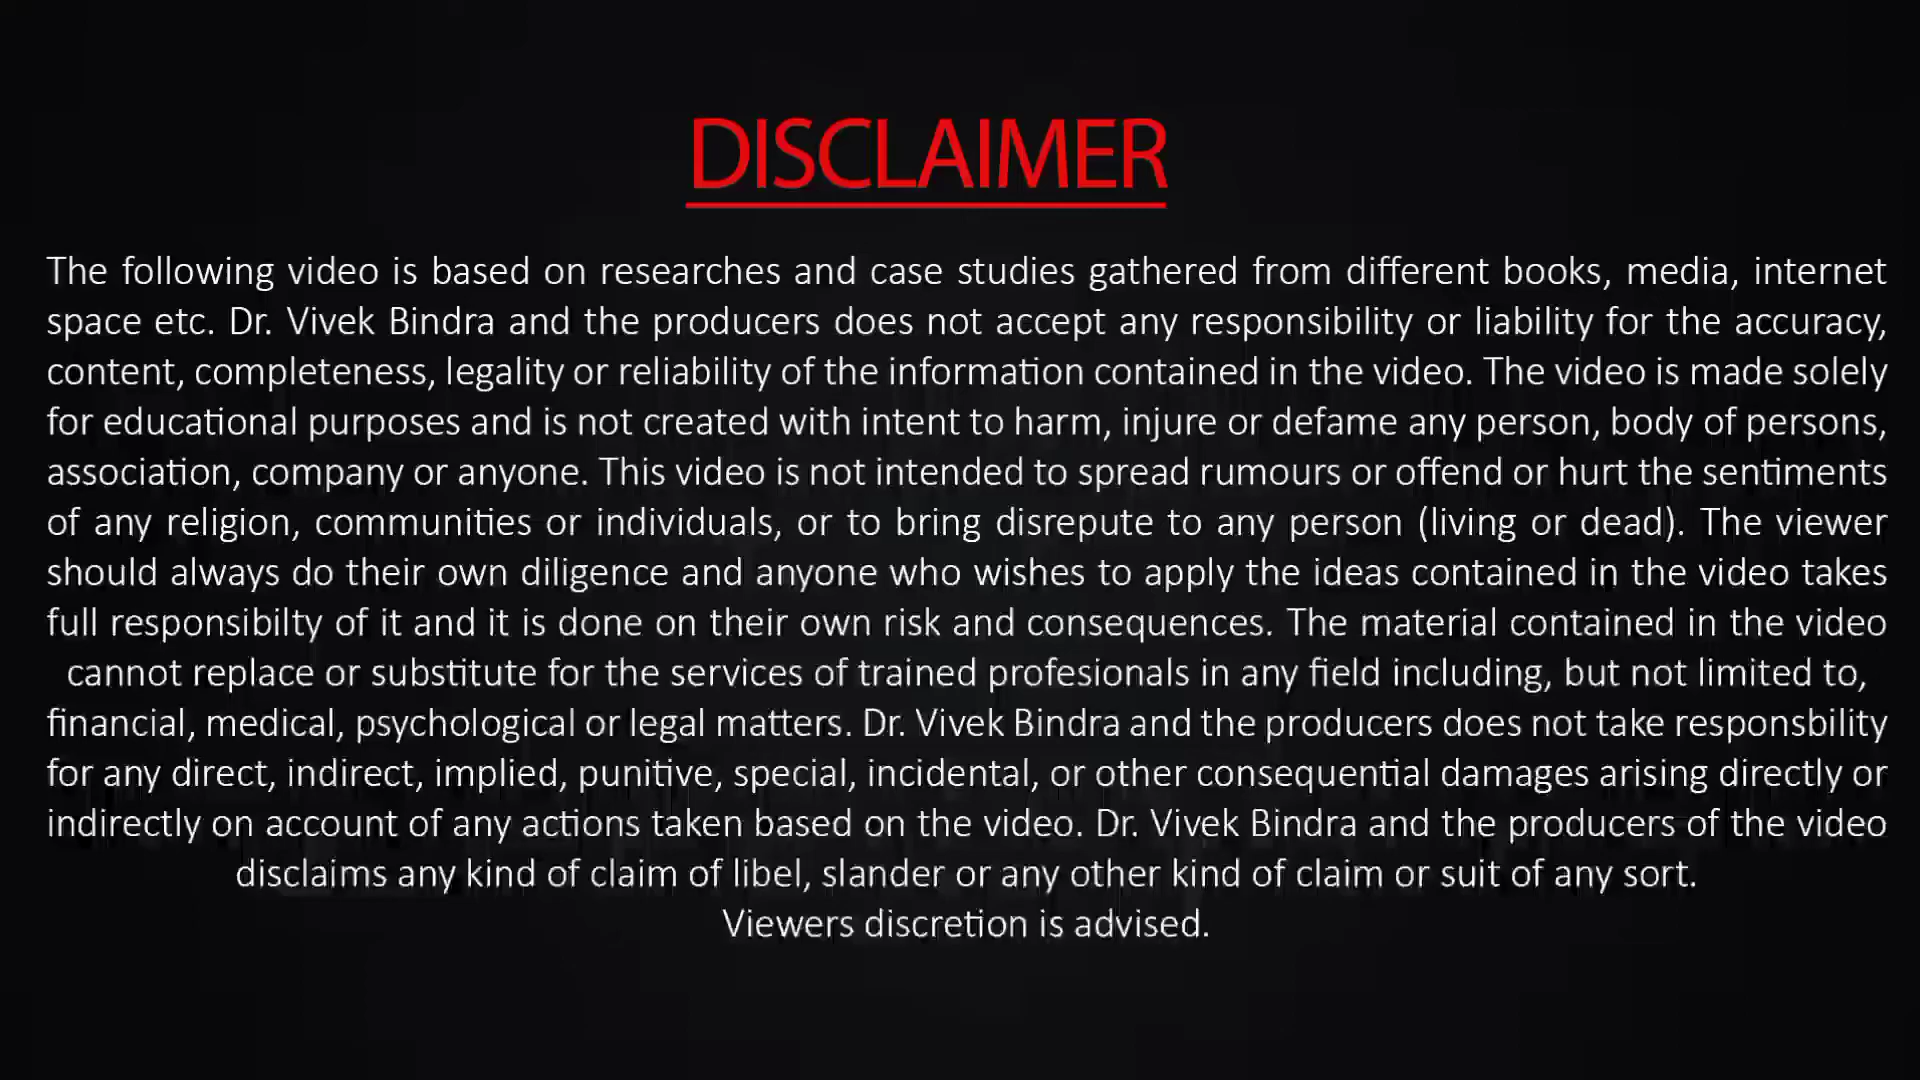 DISCLAIMER
The following video is based on researches and case studies gathered from different books, media, internet
space etc. Dr. Vivek Bindra and the producers does not accept any responsibility or liability for the accuracy,
content, completeness, legality or reliability of the information contained in the video. The video is made solely
for educational purposes and is not created with intent to harm, injure or defame any person, body of persons,
association, company or anyone. This video is not intended to spread rumours or offend or hurt the sentiments
of any religion, communities or individuals, or to bring disrepute to any person (living or dead). The viewer
should always do their own diligence and anyone who wishes to apply the ideas contained in the video takes
full responsibilty of it and it is done on their own risk and consequences. The material contained in the video
cannot replace or substitute for the services of trained profesionals in any field including, but not limited to,
financial, medical, psychological or legal matters. Dr. Vivek Bindra and the producers does not take responsbility
for any direct, indirect, implied, punitive, special, incidental, or other consequential damages arising directly or
indirectly on account of any actions taken based on the video. Dr. Vivek Bindra and the producers of the video
disclaims any kind of claim of libel, slander or any other kind of claim or suit of any sort.
Viewers discretion is advised.